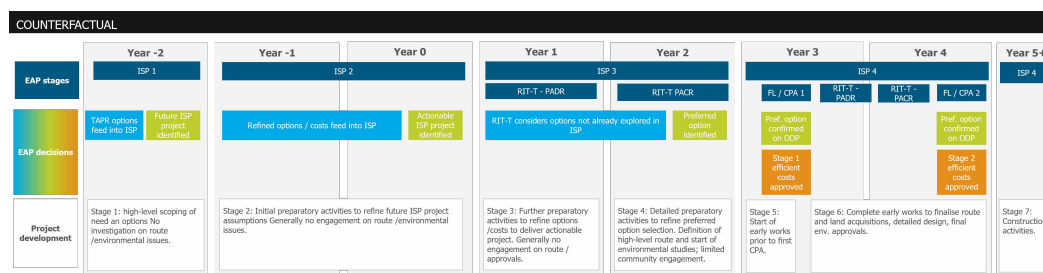 COUNTERFACTUAL
Year -2
Year -1
Year 0
Year 1
Year 2
Year 3
Year 4
Year 5+
EAP stages
ISP 1
ISP 2
ISP 3
ISP 4
ISP 4
RIT-T - PADR
RIT-T PACR
FL / CPA 1
RIT-T -
PADR
RIT-T -
PACR
FL / CPA 2
EAP decisions
TAPR options
feed into ISP
Future ISP
project
identified
Refined options / costs feed into ISP
Actionable
ISP project
identified
RIT-T considers options not already explored in
ISP
Preferred
option
identified
Pref. option
confirmed
on ODP
Pref. option
confirmed
on ODP
Stage 1
efficient
costs
approved
Stage 2
efficient
costs
approved
Project
development
Stage 1: high-level scoping of
need an options No
investigation on route
/environmental issues.
Stage 2: Initial preparatory activities to refine future ISP project
assumptions Generally no engagement on route /environmental
issues.
Stage 3: Further preparatory
activities to refine options
/costs to deliver actionable
project. Generally no
engagement on route /
approvals.
Stage 4: Detailed preparatory
activities to refine preferred
option selection. Definition of
high-level route and start of
environmental studies; limited
community engagement.
Stage 5:
Start of
early works
prior to first
CPA.
Stage 6: Complete early works to finalise route
and land acquisitions, detailed design, final
env. approvals.
Stage 7:
Constructio
activities.